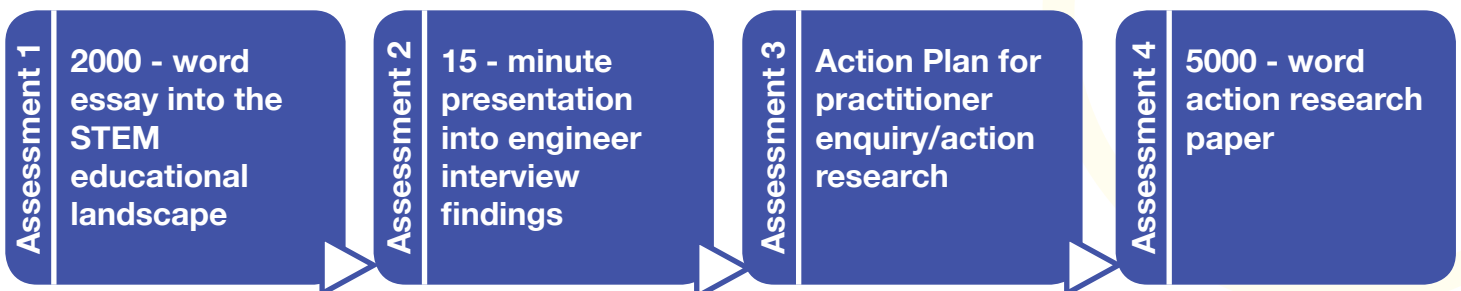 Assessment 1
2000 - word
essay into the
STEM
educational
landscape
Assessment 2
15 - minute
presentation
into engineer
interview
findings
Assessment 3
Action Plan for
practitioner
enquiry/action
research
Assessment 4
5000 - word
action research
paper